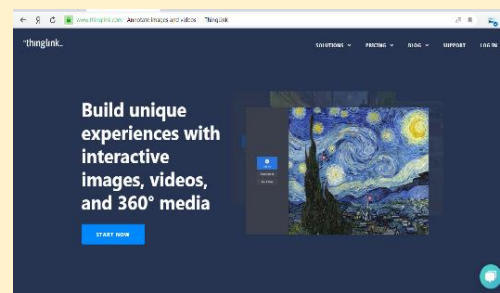 www.thinglink.com Annotate images and videos - ThingLink
"thinglink..
SOLUTIONS PRICING BLOG SUPPORT LOG IN
Build unique
experiences with
interactive
images, videos,
and 360° media
START NOW